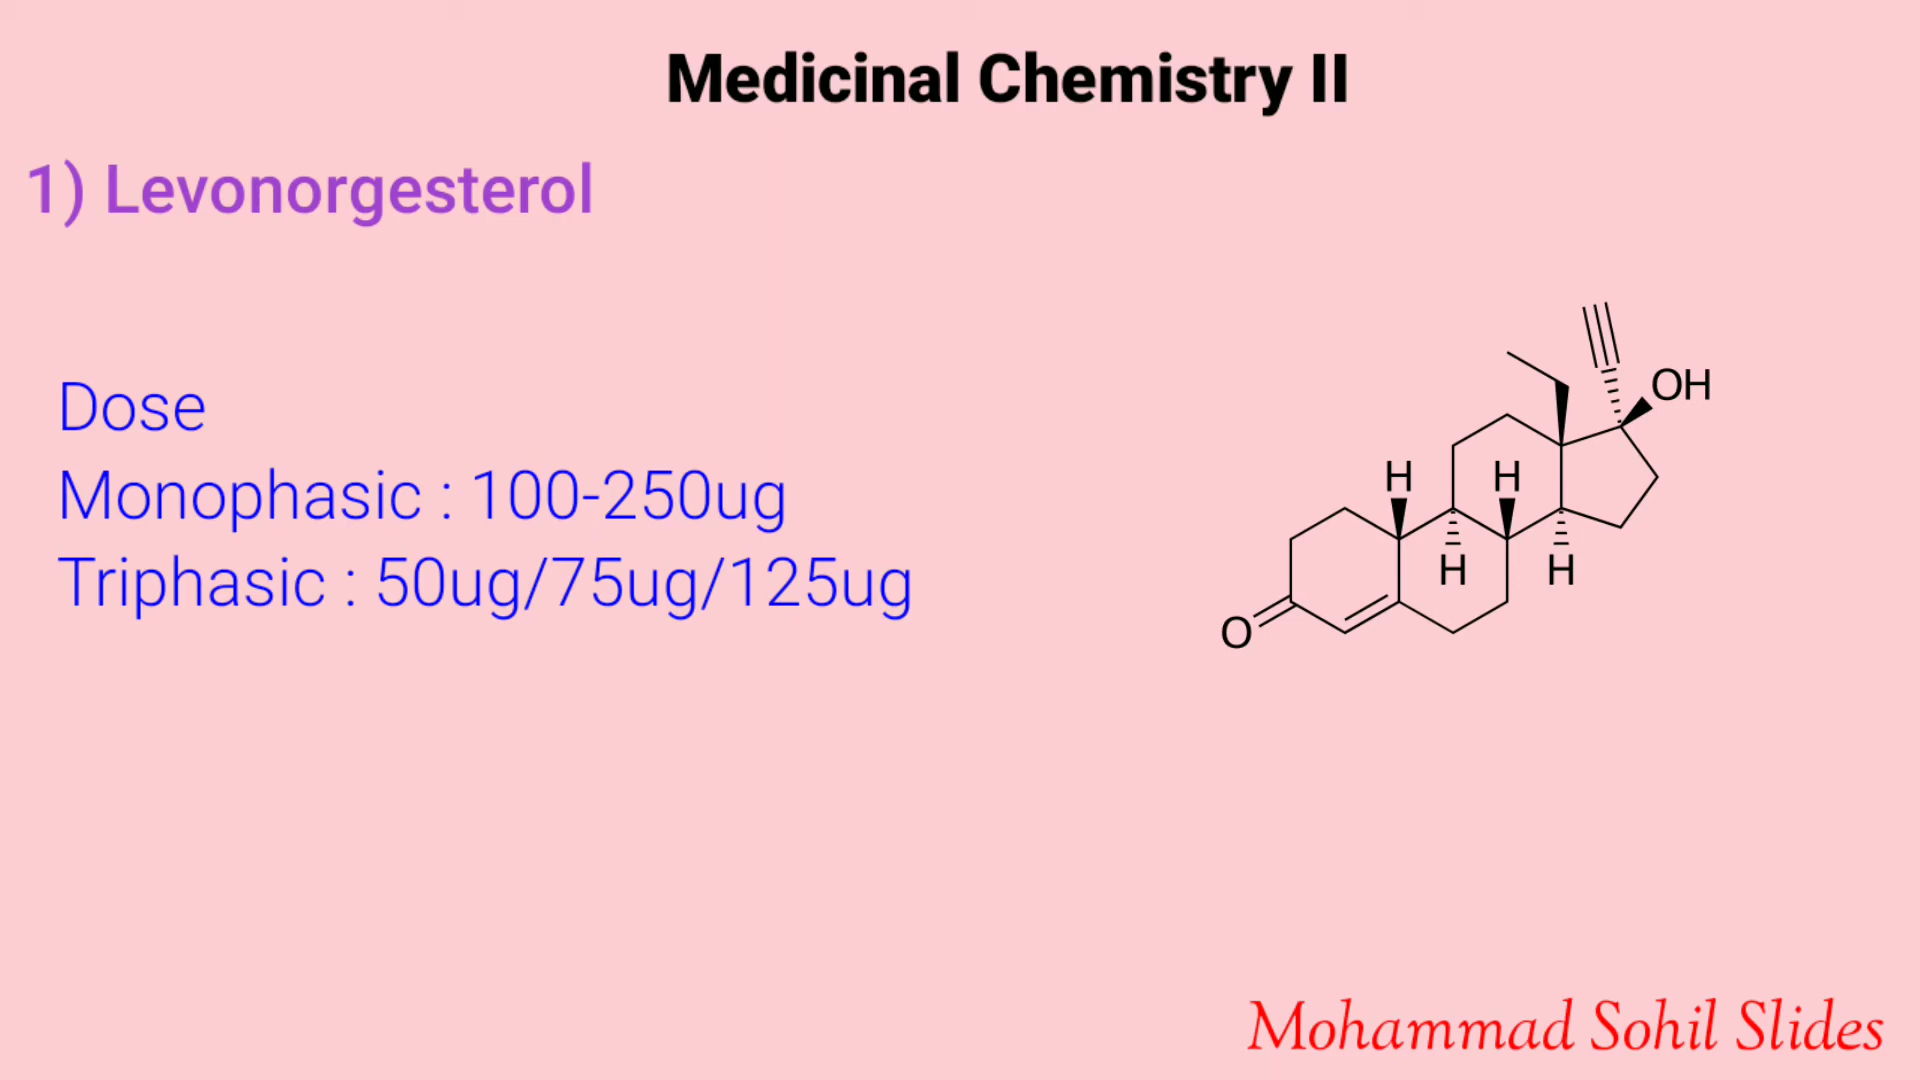 Medicinal Chemistry II
1) Levonorgesterol
Dose
Monophasic : 100-250ug
Triphasic : 50ug/75ug/125ug
OH
H H
H H
O
Mohammad Sohil Slides